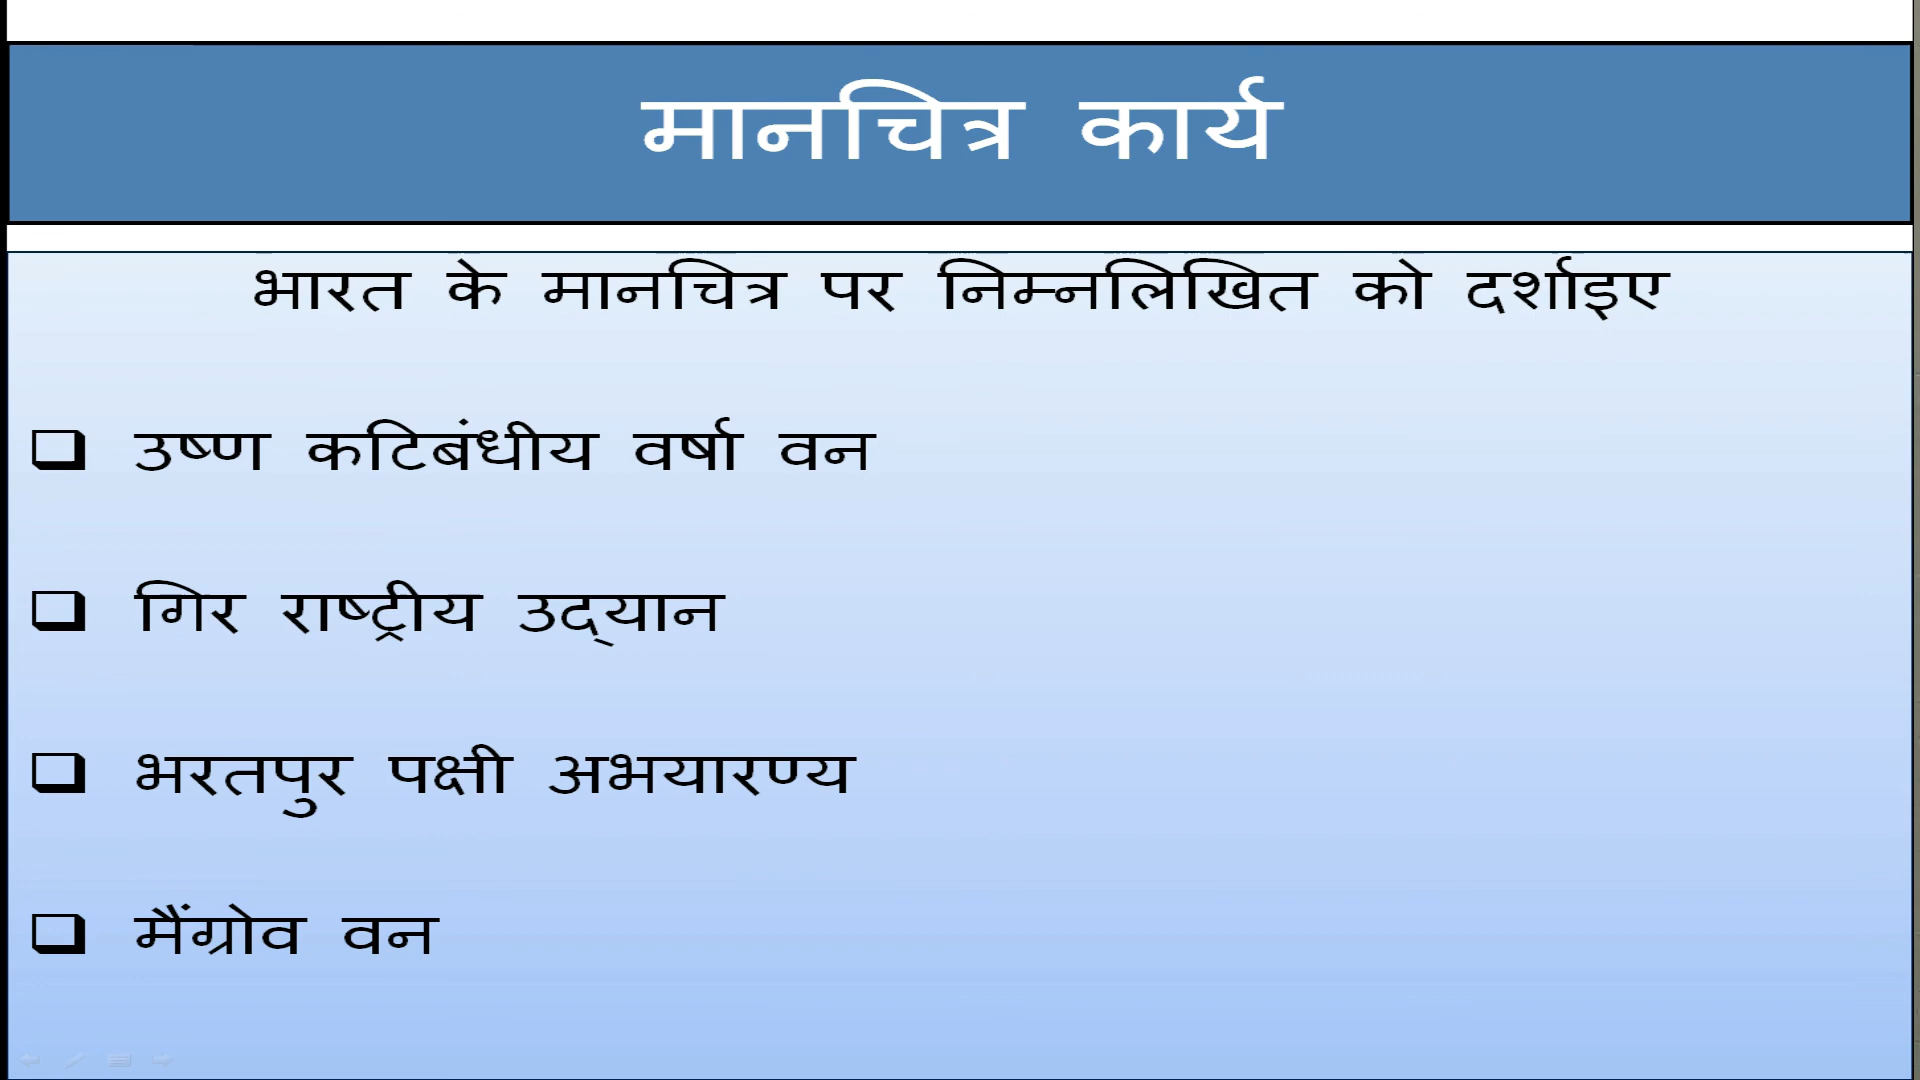 मानचित्र कार्य
भारत के मानचित्र पर निम्नलिखित को दर्शाइए
उष्ण कटिबंधीय वर्षा वन
गिर राष्ट्रीय उद्‌यान
भरतपुर पक्षी अभयारण्य
मैंग्रोव वन